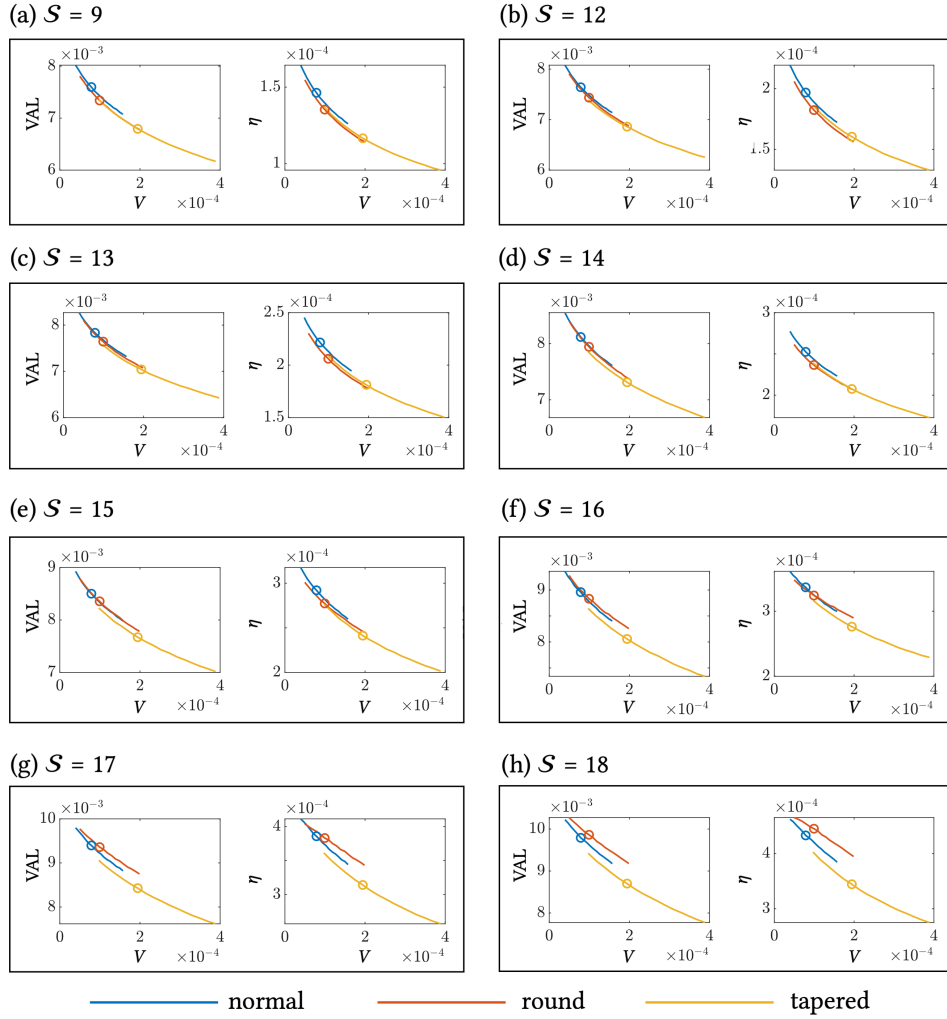 (a) 𝒮 = 9
(b) 𝒮 = 12
×10⁻³
8
7
6
VAL
0
2
4
V
×10⁻⁴
×10⁻⁴
1.5
1
η
0
2
4
V
×10⁻⁴
×10⁻³
8
7
6
VAL
0
2
4
V
×10⁻⁴
×10⁻⁴
2
1.5
η
0
2
4
V
×10⁻⁴
(c) 𝒮 = 13
(d) 𝒮 = 14
×10⁻³
8
7
6
VAL
0
2
4
V
×10⁻⁴
×10⁻⁴
2.5
2
1.5
η
0
2
4
V
×10⁻⁴
×10⁻³
8
7
VAL
0
2
4
V
×10⁻⁴
×10⁻⁴
3
2
η
0
2
4
V
×10⁻⁴
(e) 𝒮 = 15
(f) 𝒮 = 16
×10⁻³
9
8
7
VAL
0
2
4
V
×10⁻⁴
×10⁻⁴
3
2
η
0
2
4
V
×10⁻⁴
×10⁻³
9
8
VAL
0
2
4
V
×10⁻⁴
×10⁻⁴
3
2
η
0
2
4
V
×10⁻⁴
(g) 𝒮 = 17
(h) 𝒮 = 18
×10⁻³
10
9
8
VAL
0
2
4
V
×10⁻⁴
×10⁻⁴
4
3
η
0
2
4
V
×10⁻⁴
×10⁻³
10
9
8
VAL
0
2
4
V
×10⁻⁴
×10⁻⁴
4
3
η
0
2
4
V
×10⁻⁴
normal
round
tapered